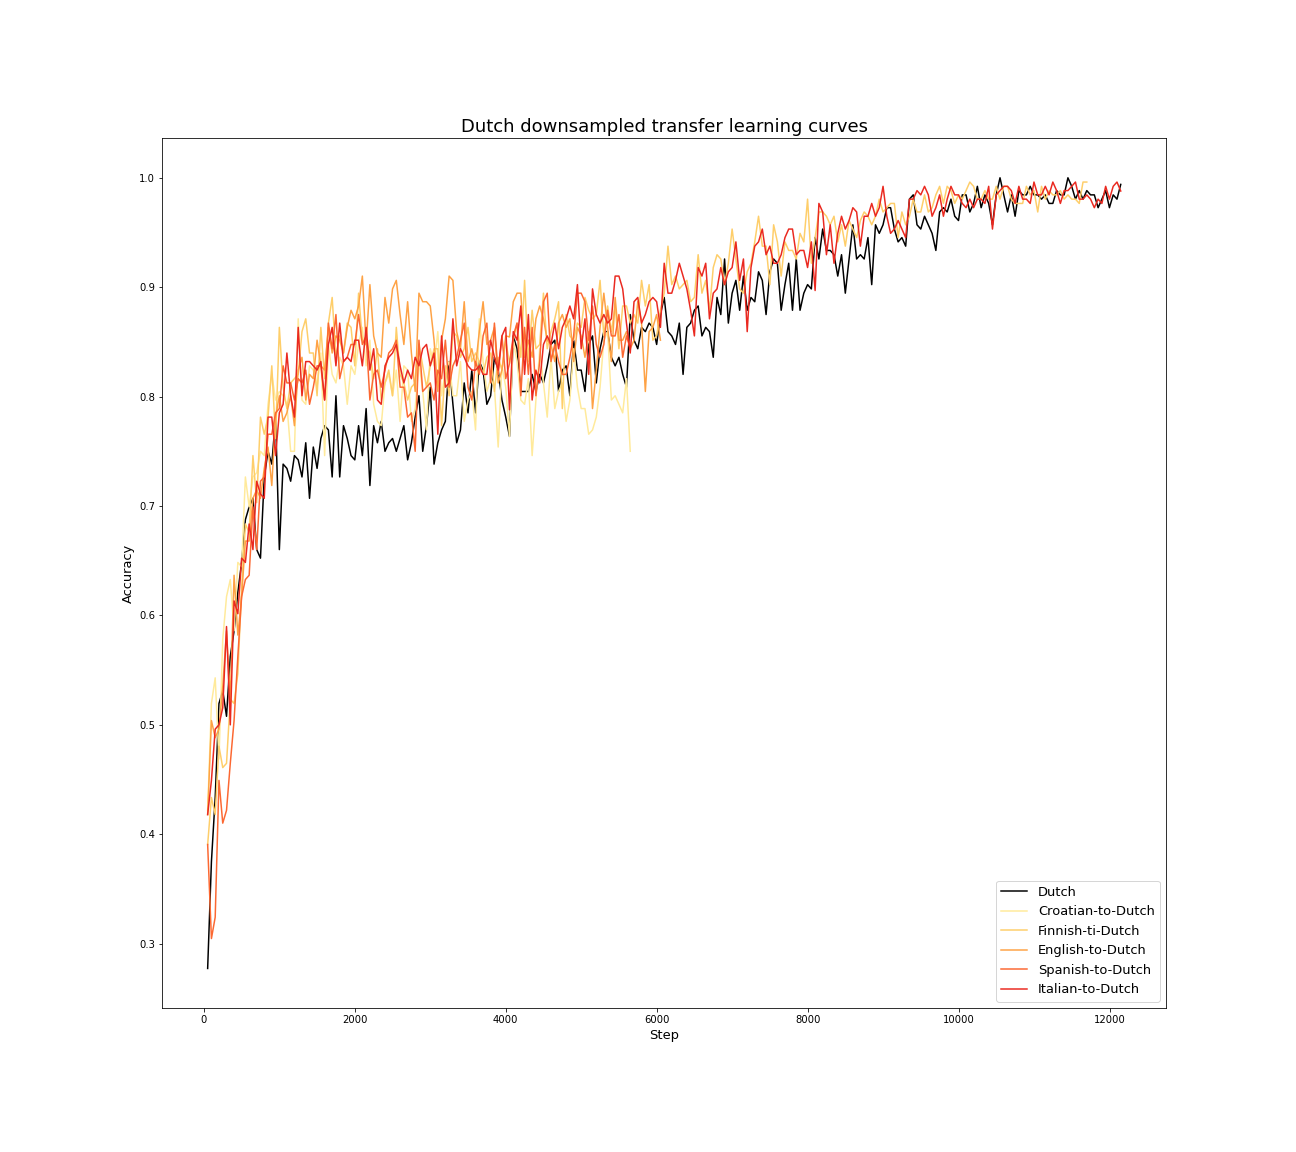 Dutch downsampled transfer learning curves
1.0
0.9
0.8
0.7
0.6
0.5
0.4
0.3
Accuracy
0
2000
4000
6000
8000
10000
12000
Step
Dutch
Croatian-to-Dutch
Finnish-ti-Dutch
English-to-Dutch
Spanish-to-Dutch
Italian-to-Dutch